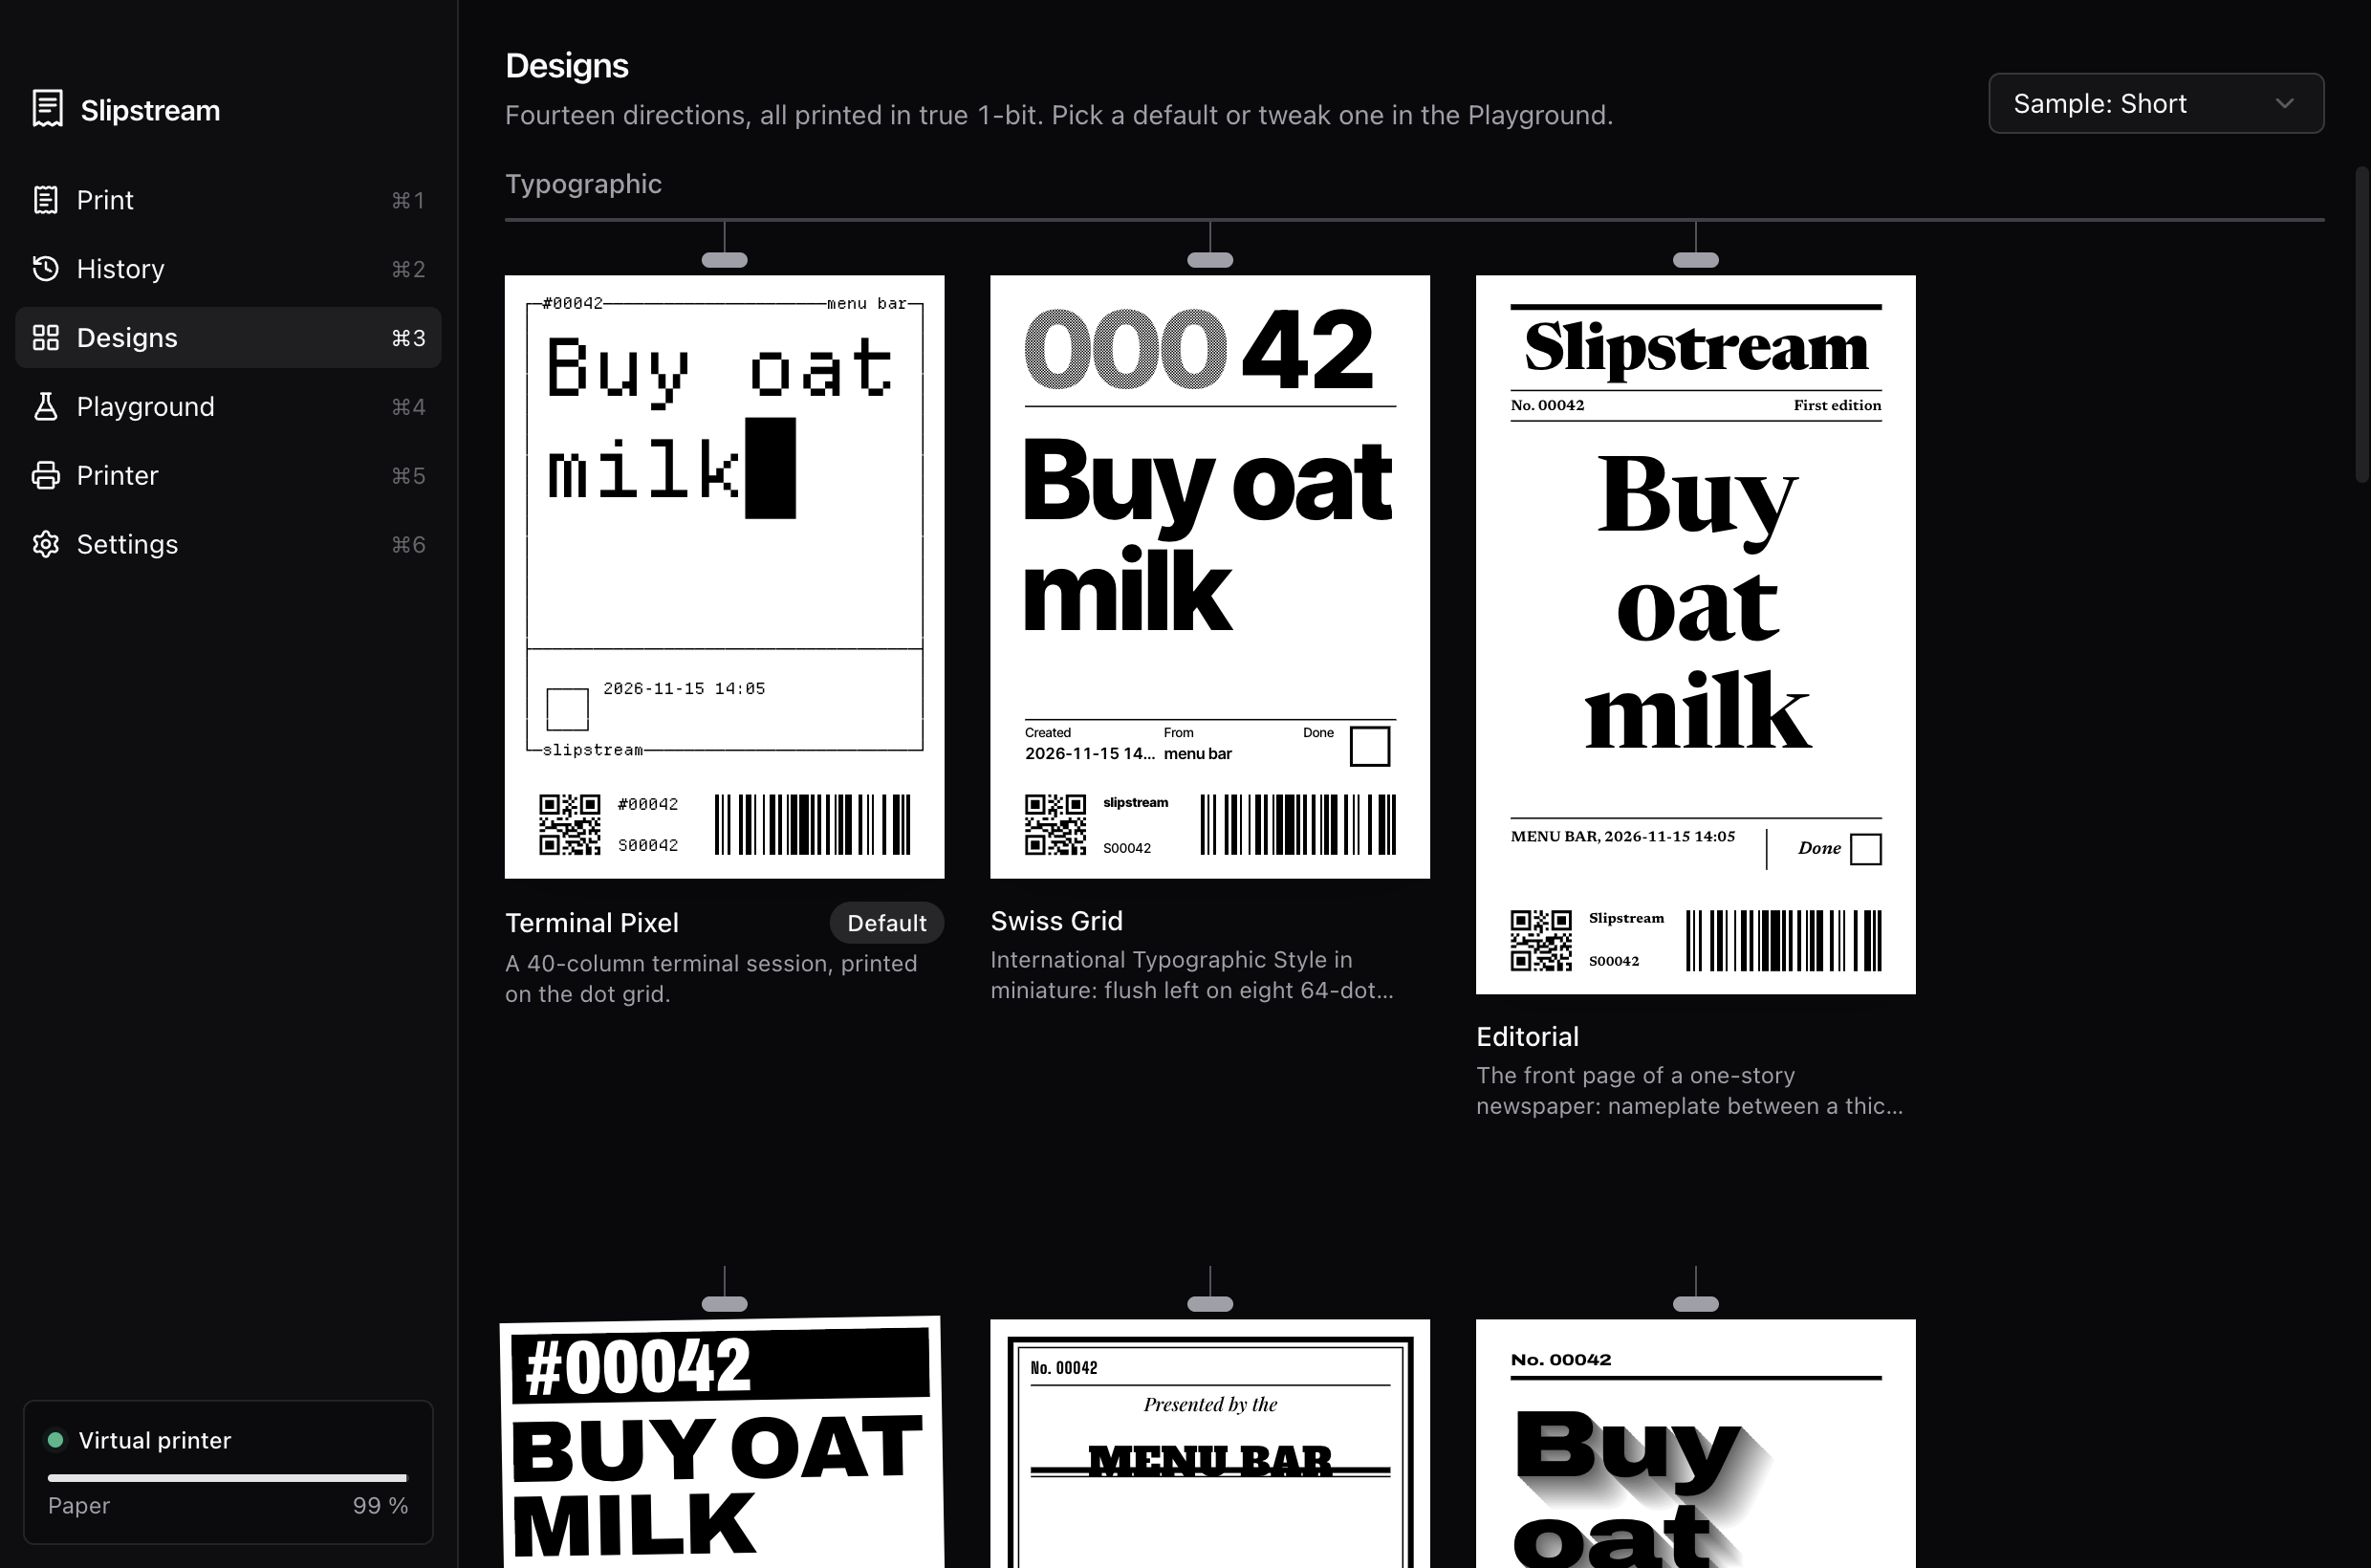 Slipstream
Print ⌘1
History ⌘2
Designs ⌘3
Playground ⌘4
Printer ⌘5
Settings ⌘6
Virtual printer
Paper 99 %
Designs
Fourteen directions, all printed in true 1-bit. Pick a default or tweak one in the Playground.
Sample: Short
Typographic
#00042 menu bar
Buy oat
milk
2026-11-15 14:05
slipstream
#00042
S00042
Terminal Pixel Default
A 40-column terminal session, printed
on the dot grid.
00042
Buy oat
milk
Created From Done
2026-11-15 14... menu bar
slipstream
S00042
Swiss Grid
International Typographic Style in
miniature: flush left on eight 64-dot...
Slipstream
No. 00042 First edition
Buy
oat
milk
MENU BAR, 2026-11-15 14:05 Done
Slipstream
S00042
Editorial
The front page of a one-story
newspaper: nameplate between a thic...
#00042
BUY OAT
MILK
No. 00042
Presented by the
MENU BAR
No. 00042
Buy
oat